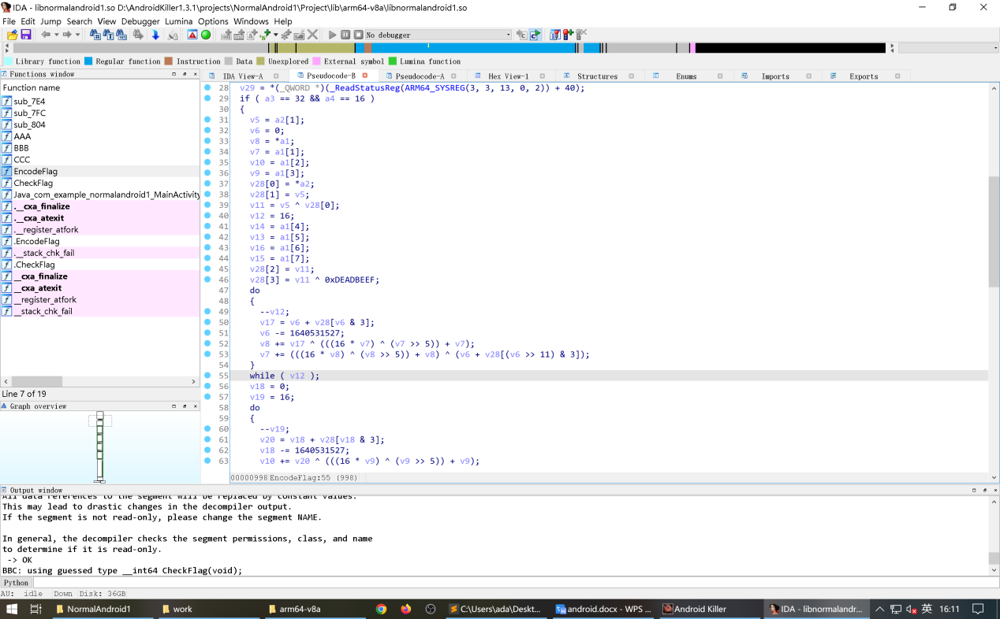 IDA - libnormalandroid1.so D:\AndroidKiller1.3.1\projects\NormalAndroid1\Project\lib\arm64-v8a\libnormalandroid1.so
File Edit Jump Search View Debugger Lumina Options Windows Help
No debugger
Library function Regular function Instruction Data Unexplored External symbol Lumina function
Functions window
IDA View-A Pseudocode-B Pseudocode-A Hex View-1 Structures Enums Imports Exports
Function name
sub_7E4
sub_7FC
sub_804
AAA
BBB
CCC
EncodeFlag
CheckFlag
Java_com_example_normalandroid1_MainActivity
.__cxa_finalize
.__cxa_atexit
.__register_atfork
.EncodeFlag
.__stack_chk_fail
.CheckFlag
__cxa_finalize
__cxa_atexit
__register_atfork
__stack_chk_fail
Line 7 of 19
Graph overview
28 v29 = *(_QWORD *)(_ReadStatusReg(ARM64_SYSREG(3, 3, 13, 0, 2)) + 40);
29 if ( a3 == 32 && a4 == 16 )
30 {
31 v5 = a2[1];
32 v6 = 0;
33 v8 = *a1;
34 v7 = a1[1];
35 v10 = a1[2];
36 v9 = a1[3];
37 v28[0] = *a2;
38 v28[1] = v5;
39 v11 = v5 ^ v28[0];
40 v12 = 16;
41 v14 = a1[4];
42 v13 = a1[5];
43 v16 = a1[6];
44 v15 = a1[7];
45 v28[2] = v11;
46 v28[3] = v11 ^ 0xDEADBEEF;
47 do
48 {
49 --v12;
50 v17 = v6 + v28[v6 & 3];
51 v6 -= 1640531527;
52 v8 += v17 ^ (((16 * v7) ^ (v7 >> 5)) + v7);
53 v7 += (((16 * v8) ^ (v8 >> 5)) + v8) ^ (v6 + v28[(v6 >> 11) & 3]);
54 }
55 while ( v12 );
56 v18 = 0;
57 v19 = 16;
58 do
59 {
60 --v19;
61 v20 = v18 + v28[v18 & 3];
62 v18 -= 1640531527;
63 v10 += v20 ^ (((16 * v9) ^ (v9 >> 5)) + v9);
00000998 EncodeFlag:55 (998)
Output window
All data references to the segment will be replaced by constant values.
This may lead to drastic changes in the decompiler output.
If the segment is not read-only, please change the segment NAME.
In general, the decompiler checks the segment permissions, class, and name
to determine if it is read-only.
-> OK
BBC: using guessed type __int64 CheckFlag(void);
Python
AU: idle Down Disk: 36GB
NormalAndroid1 work arm64-v8a C:\Users\ada\Deskt... android.docx - WPS ... Android Killer IDA - libnormalandr... 英 16:11